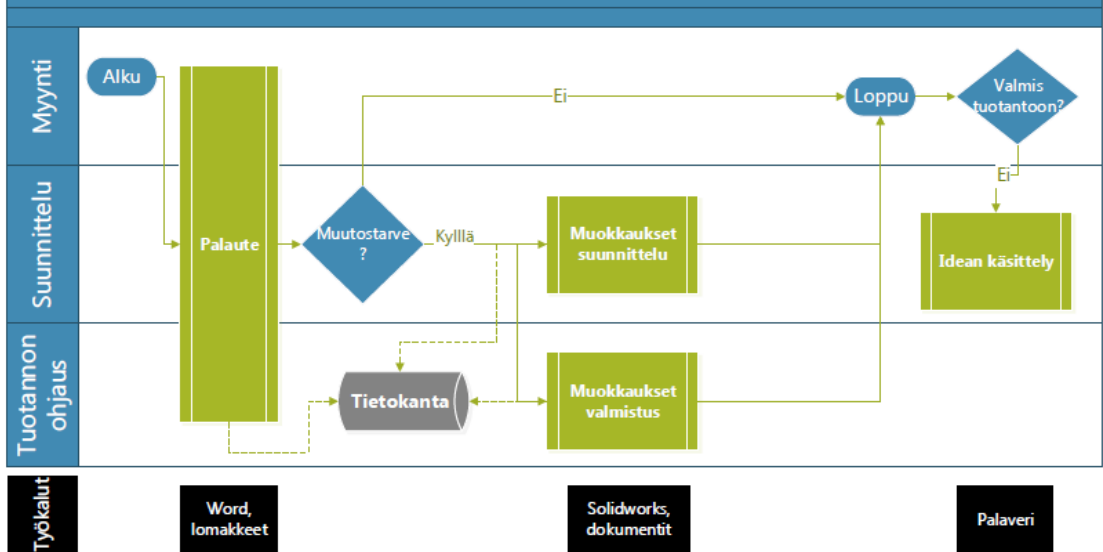 Myynti
Alku
Ei
Loppu
Valmis
tuotantoon?
Suunnittelu
Palaute
Muutostarve
?
Kylllä
Muokkaukset
suunnittelu
Ei
Idean käsittely
Tuotannon
ohjaus
Tietokanta
Muokkaukset
valmistus
Työkalut
Word,
lomakkeet
Solidworks,
dokumentit
Palaveri